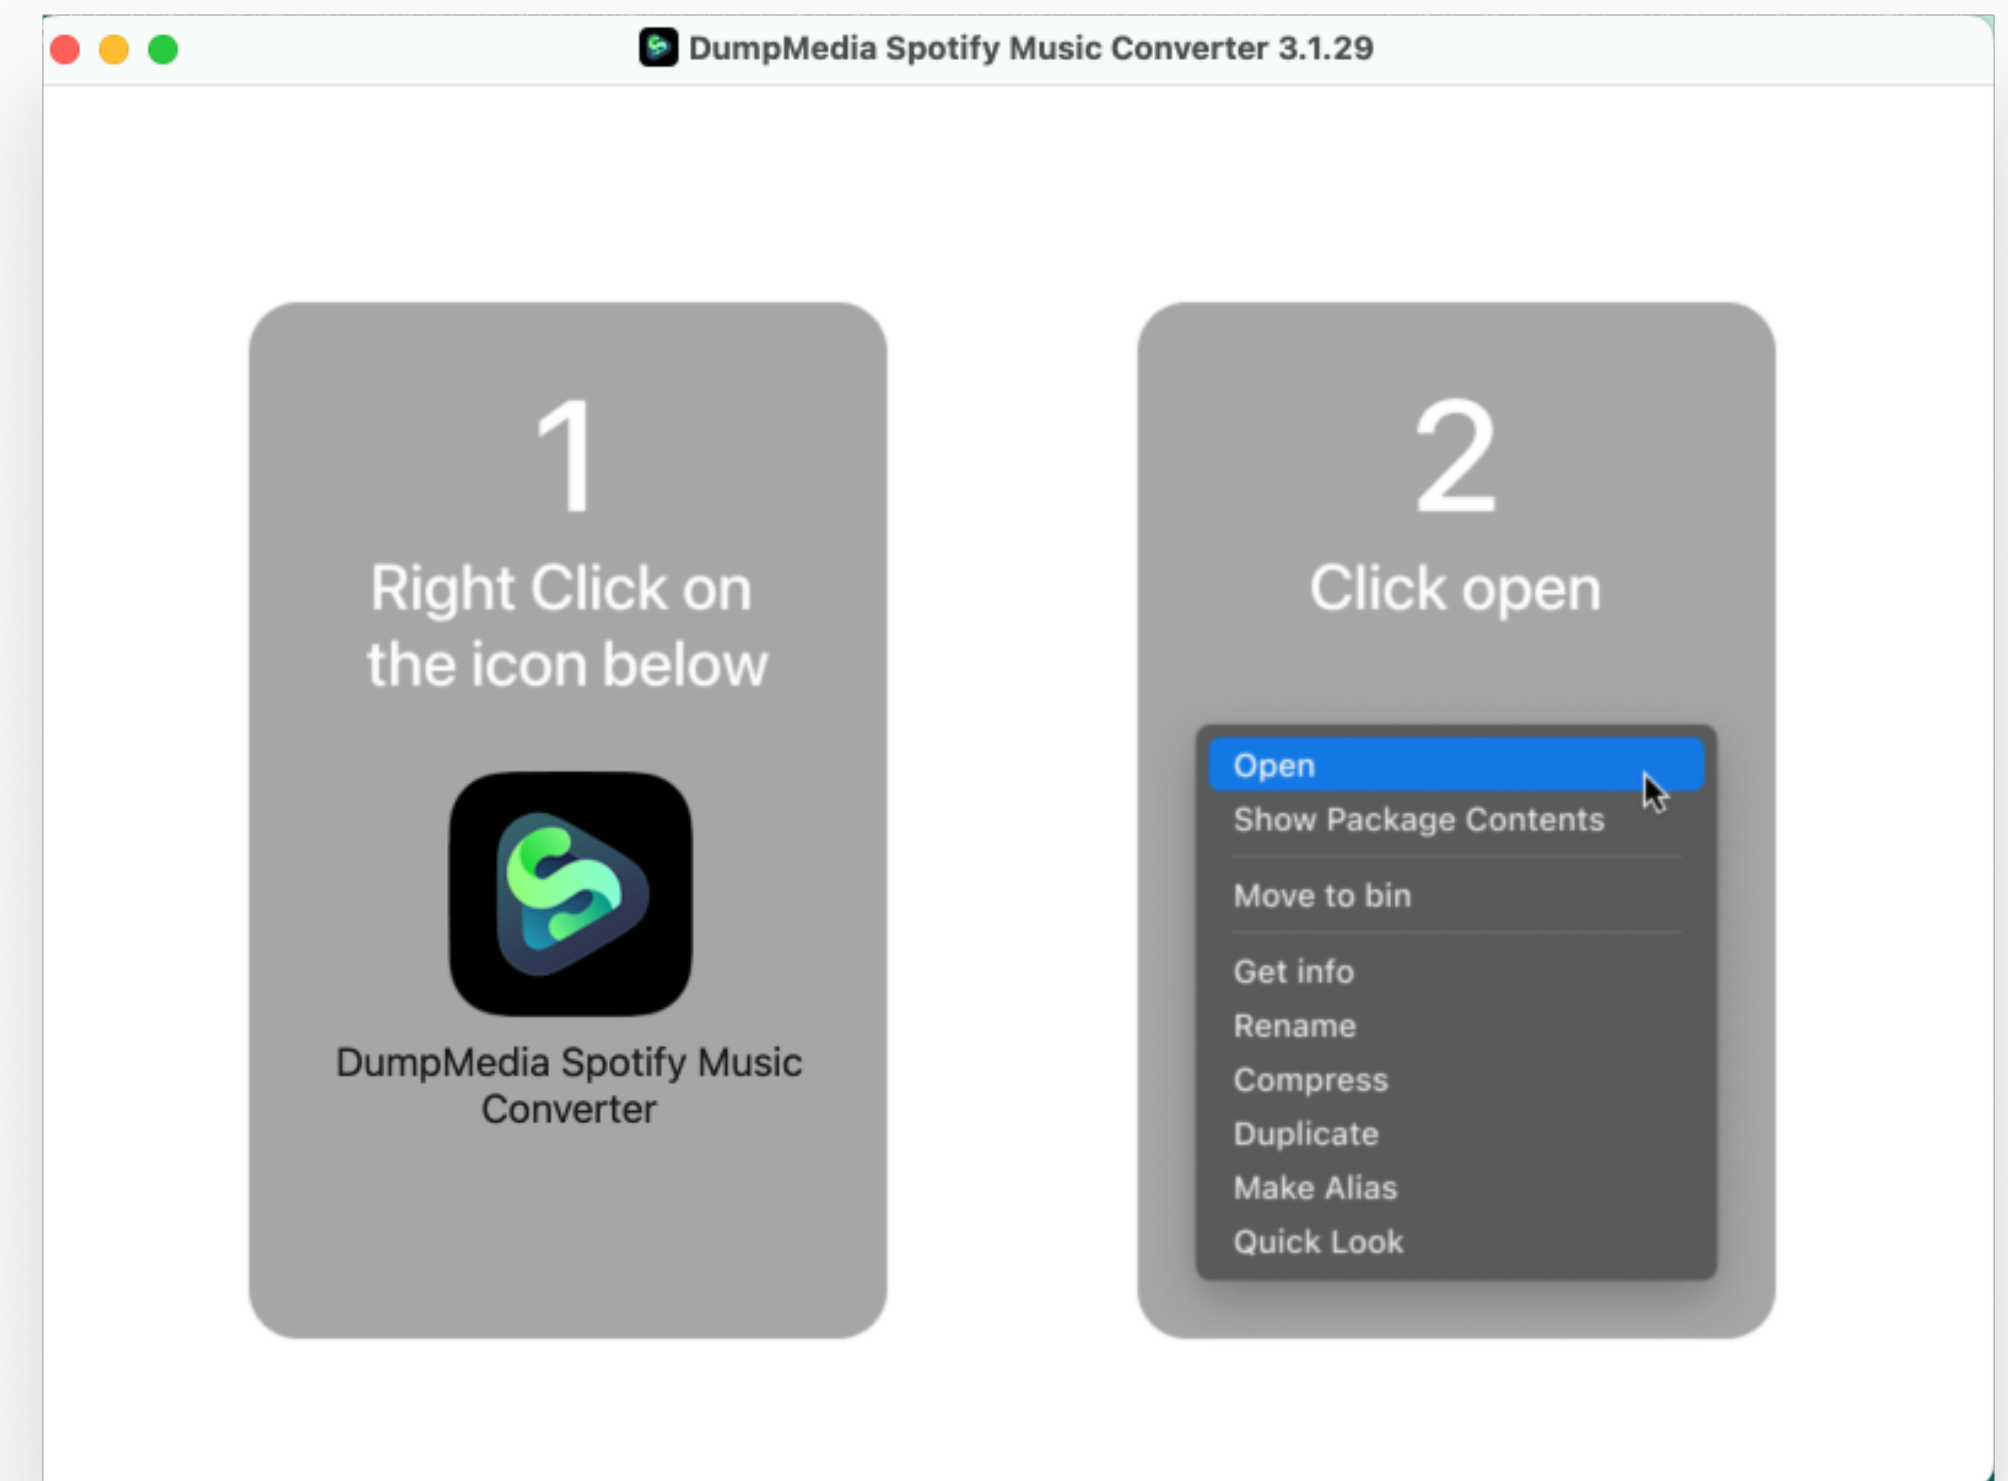 DumpMedia Spotify Music Converter 3.1.29
1
Right Click on
the icon below
DumpMedia Spotify Music
Converter
2
Click open
Open
Show Package Contents
Move to bin
Get info
Rename
Compress
Duplicate
Make Alias
Quick Look